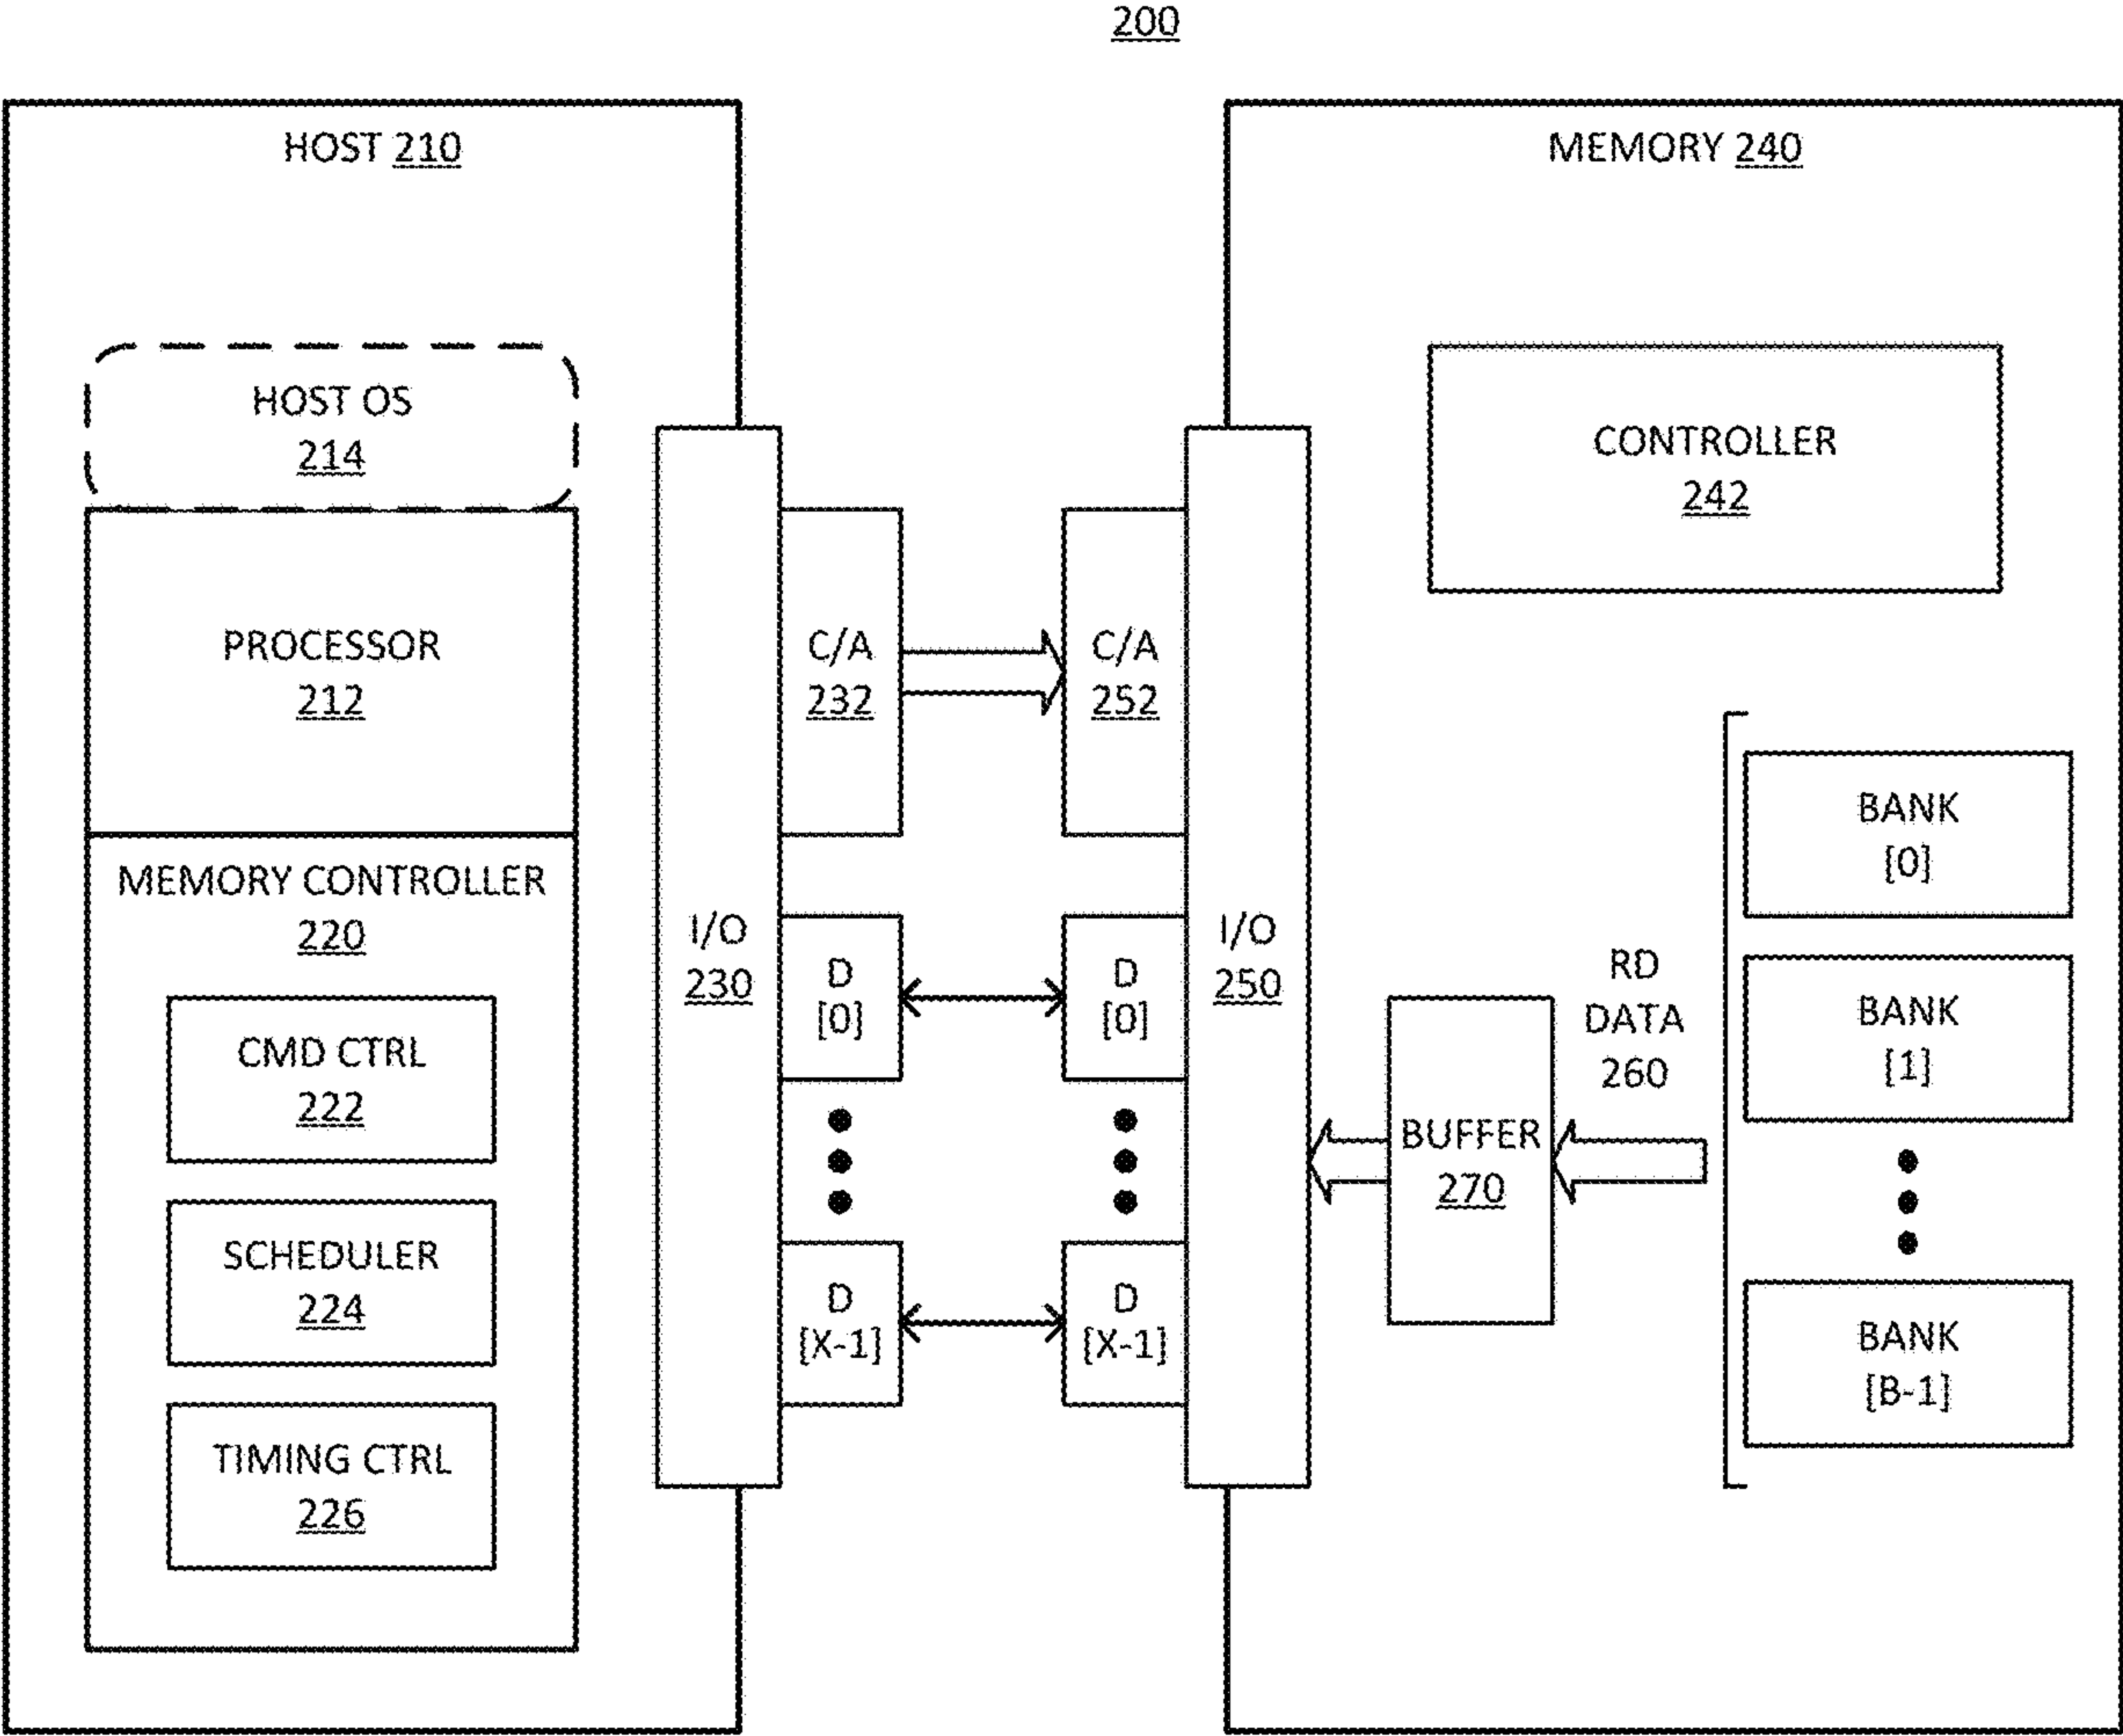 200
HOST 210
HOST OS
214
PROCESSOR
212
MEMORY CONTROLLER
220
CMD CTRL
222
SCHEDULER
224
TIMING CTRL
226
I/O
230
C/A
232
D
[0]
D
[X-1]
C/A
252
D
[0]
D
[X-1]
I/O
250
MEMORY 240
CONTROLLER
242
BUFFER
270
RD
DATA
260
BANK
[0]
BANK
[1]
BANK
[B-1]